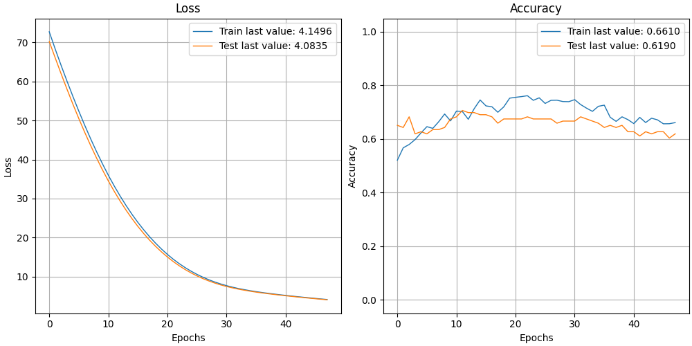 Loss
Train last value: 4.1496
Test last value: 4.0835
70
60
50
40
30
20
10
Loss
0
10
20
30
40
Epochs
Accuracy
Train last value: 0.6610
Test last value: 0.6190
1.0
0.8
0.6
0.4
0.2
0.0
Accuracy
0
10
20
30
40
Epochs